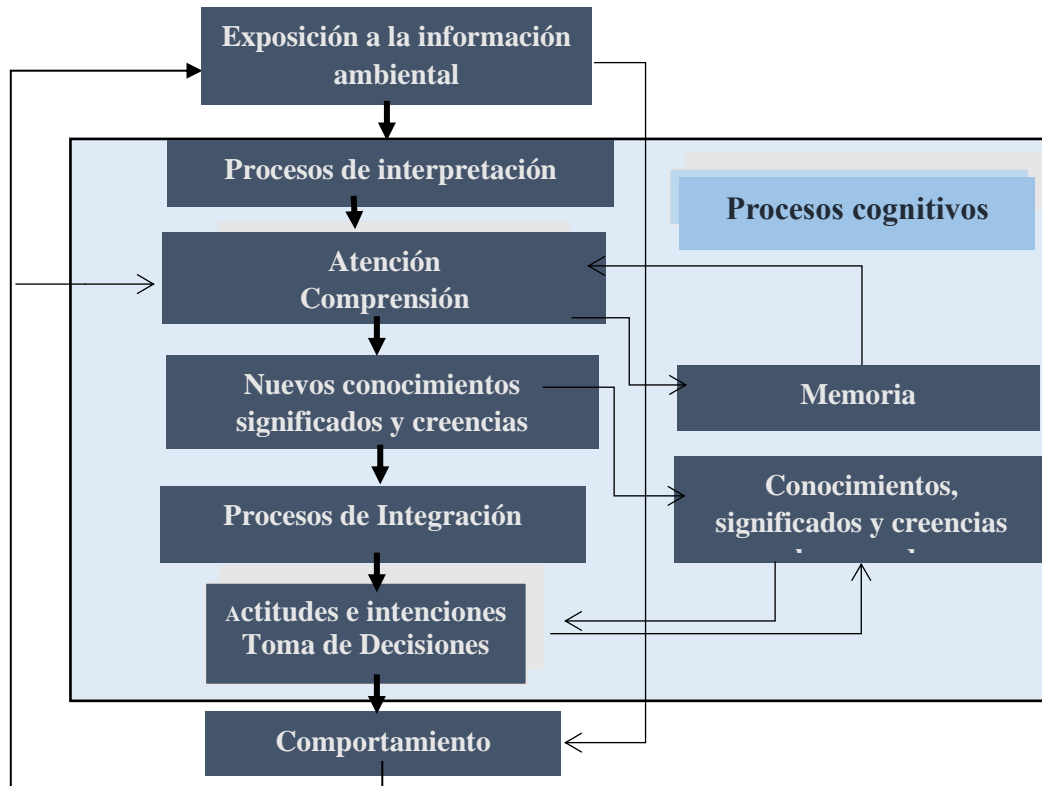 Exposición a la información
ambiental
Procesos de interpretación
Procesos cognitivos
Atención
Comprensión
Nuevos conocimientos
significados y creencias
Memoria
Procesos de Integración
Conocimientos,
significados y creencias
Actitudes e intenciones
Toma de Decisiones
Comportamiento